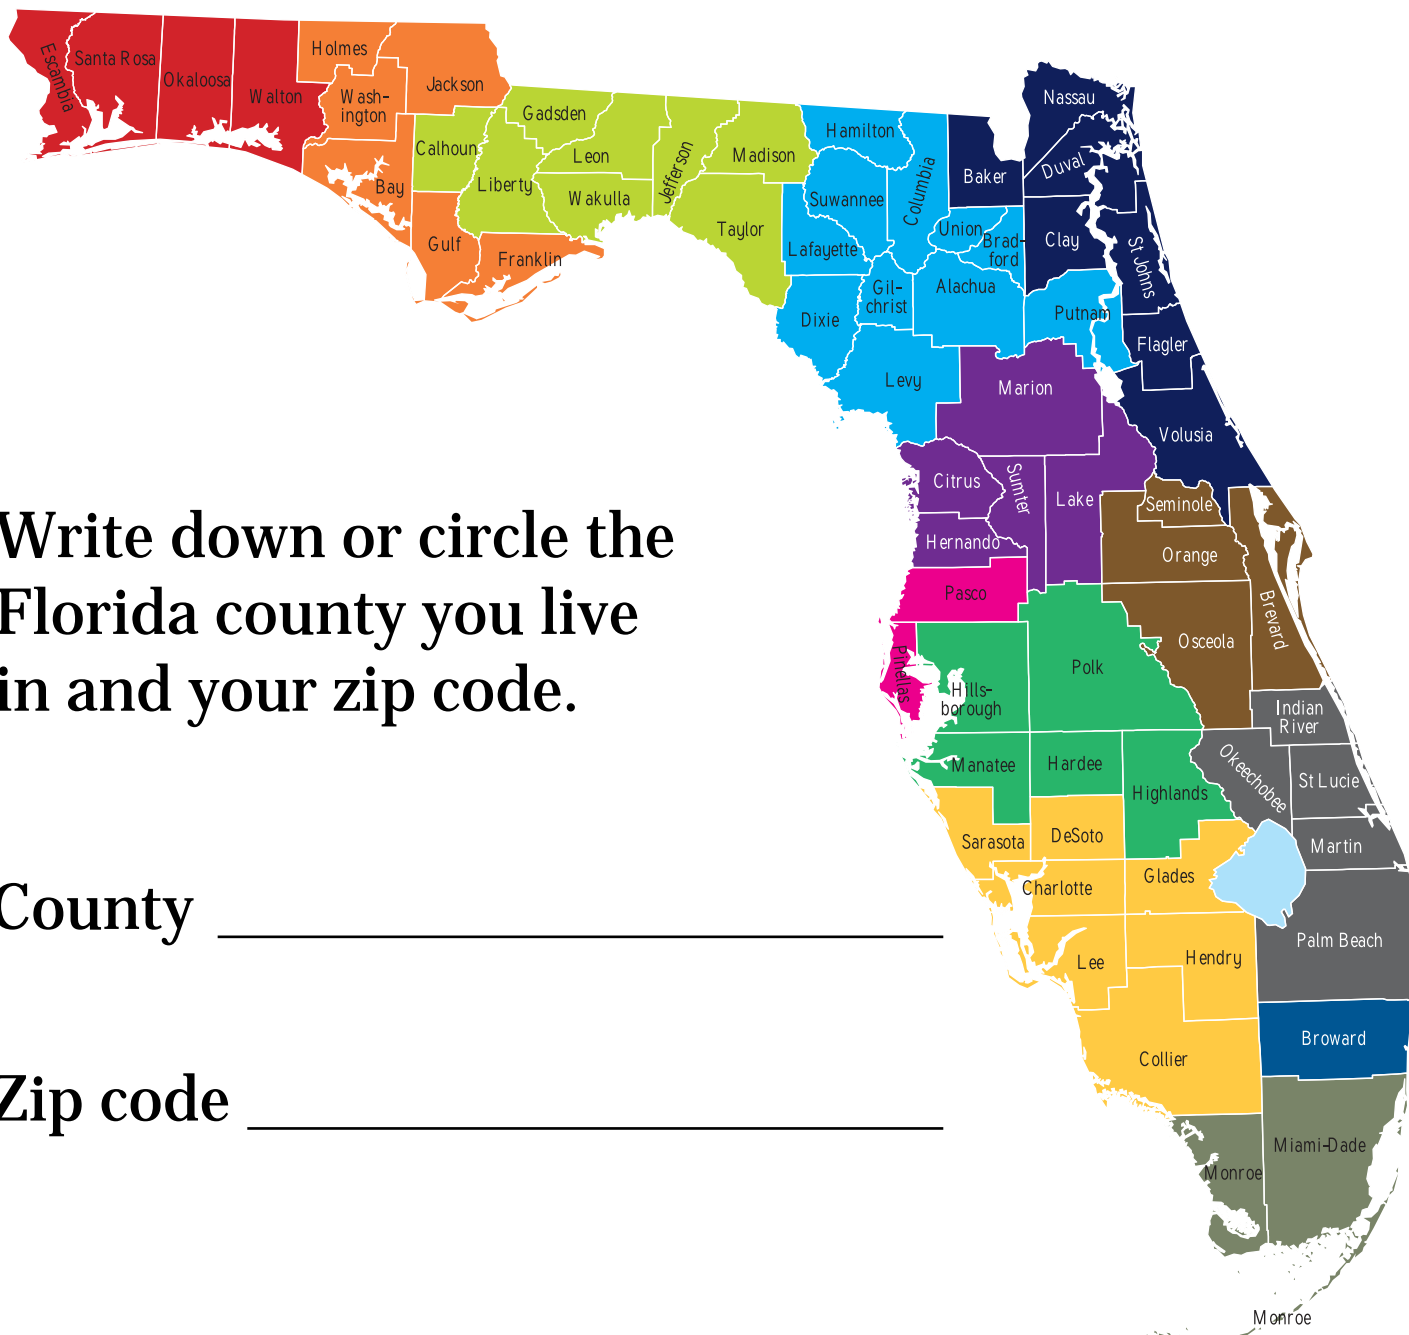 Escambia
Santa Rosa
Okaloosa
Walton
Holmes
Wash-
ington
Jackson
Bay
Calhoun
Gulf
Liberty
Gadsden
Franklin
Leon
Wakulla
Jefferson
Madison
Taylor
Hamilton
Suwannee
Columbia
Lafayette
Dixie
Gil-
christ
Union
Brad-
ford
Alachua
Levy
Baker
Nassau
Duval
Clay
St Johns
Putnam
Flagler
Volusia
Marion
Citrus
Sumter
Lake
Hernando
Seminole
Orange
Osceola
Brevard
Pasco
Pinellas
Hills-
borough
Polk
Manatee
Hardee
Highlands
Okeechobee
Indian
River
St Lucie
Martin
Sarasota
DeSoto
Charlotte
Glades
Lee
Hendry
Collier
Palm Beach
Broward
Miami-Dade
Monroe
Monroe
Write down or circle the
Florida county you live
in and your zip code.
County
Zip code